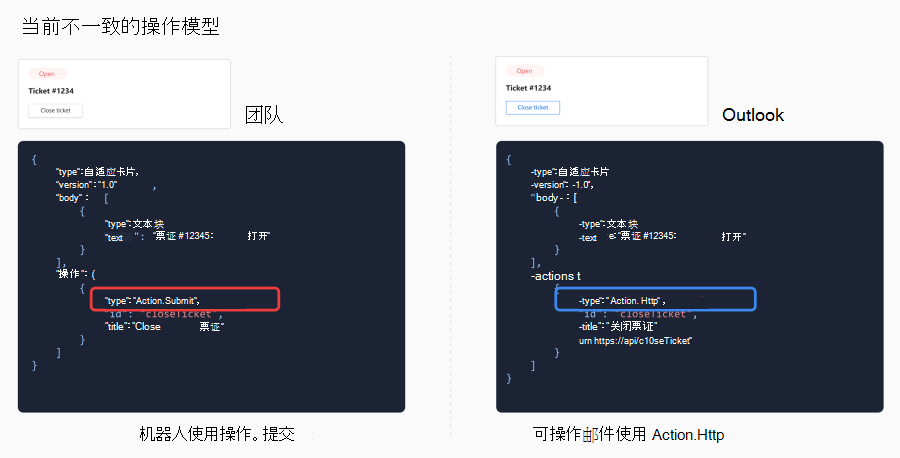 当前不一致的操作模型
Open
Ticket #1234
Close ticket
团队
{
"type":自适应卡片,
"version":"1.0" ,
"body": [
{
"type":文本块
"text ": "票证 #12345: 打开"
}
],
"操作": (
{
"type":"Action.Submit",
"id": "closeTicket",
"title":"Close 票证"
}
]
}
机器人使用操作。提交
Open
Ticket #1234
Close ticket
Outlook
{
-type":自适应卡片
-version": -1.0",
"body-: [
{
-type":文本块
-text e:"票证 #12345: 打开"
}
],
-actions t
{
-type":"Action. Http" ,
"id": "closeTicket",
-title":"关闭票证"
urn https://api/c10seTicket"
}
]
}
可操作邮件使用 Action.Http